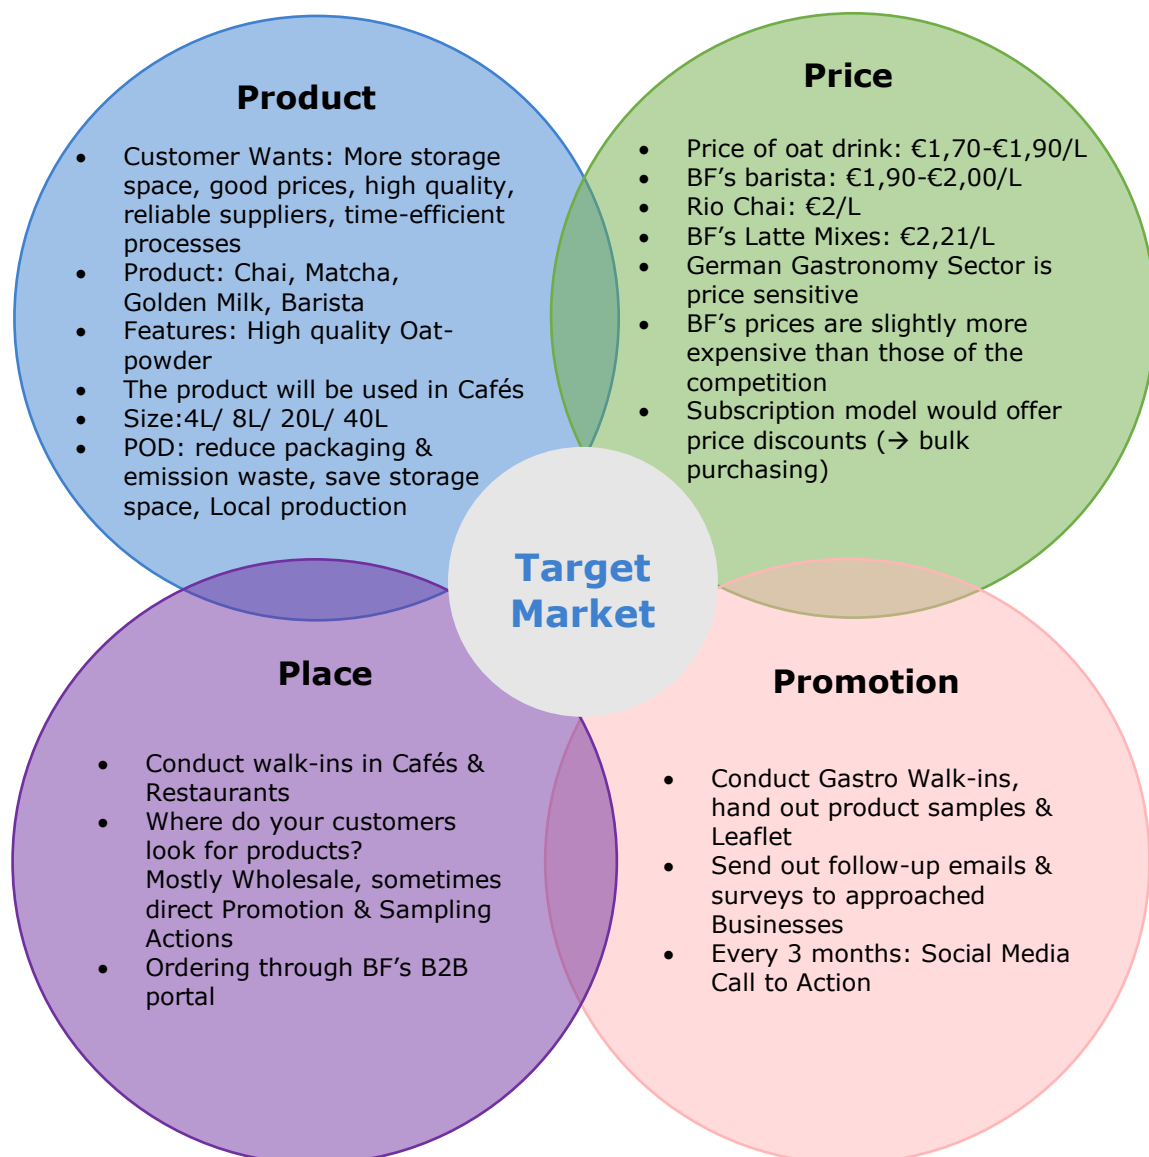 Product
• Customer Wants: More storage
space, good prices, high quality,
reliable suppliers, time-efficient
processes
• Product: Chai, Matcha,
Golden Milk, Barista
• Features: High quality Oat-
powder
• The product will be used in Cafés
• Size:4L/ 8L/ 20L/ 40L
• POD: reduce packaging &
emission waste, save storage
space, Local production
Price
• Price of oat drink: €1,70-€1,90/L
• BF’s barista: €1,90-€2,00/L
• Rio Chai: €2/L
• BF’s Latte Mixes: €2,21/L
• German Gastronomy Sector is
price sensitive
• BF’s prices are slightly more
expensive than those of the
competition
• Subscription model would offer
price discounts (→ bulk
purchasing)
Target
Market
Place
• Conduct walk-ins in Cafés &
Restaurants
• Where do your customers
look for products?
Mostly Wholesale, sometimes
direct Promotion & Sampling
Actions
• Ordering through BF’s B2B
portal
Promotion
• Conduct Gastro Walk-ins,
hand out product samples &
Leaflet
• Send out follow-up emails &
surveys to approached
Businesses
• Every 3 months: Social Media
Call to Action